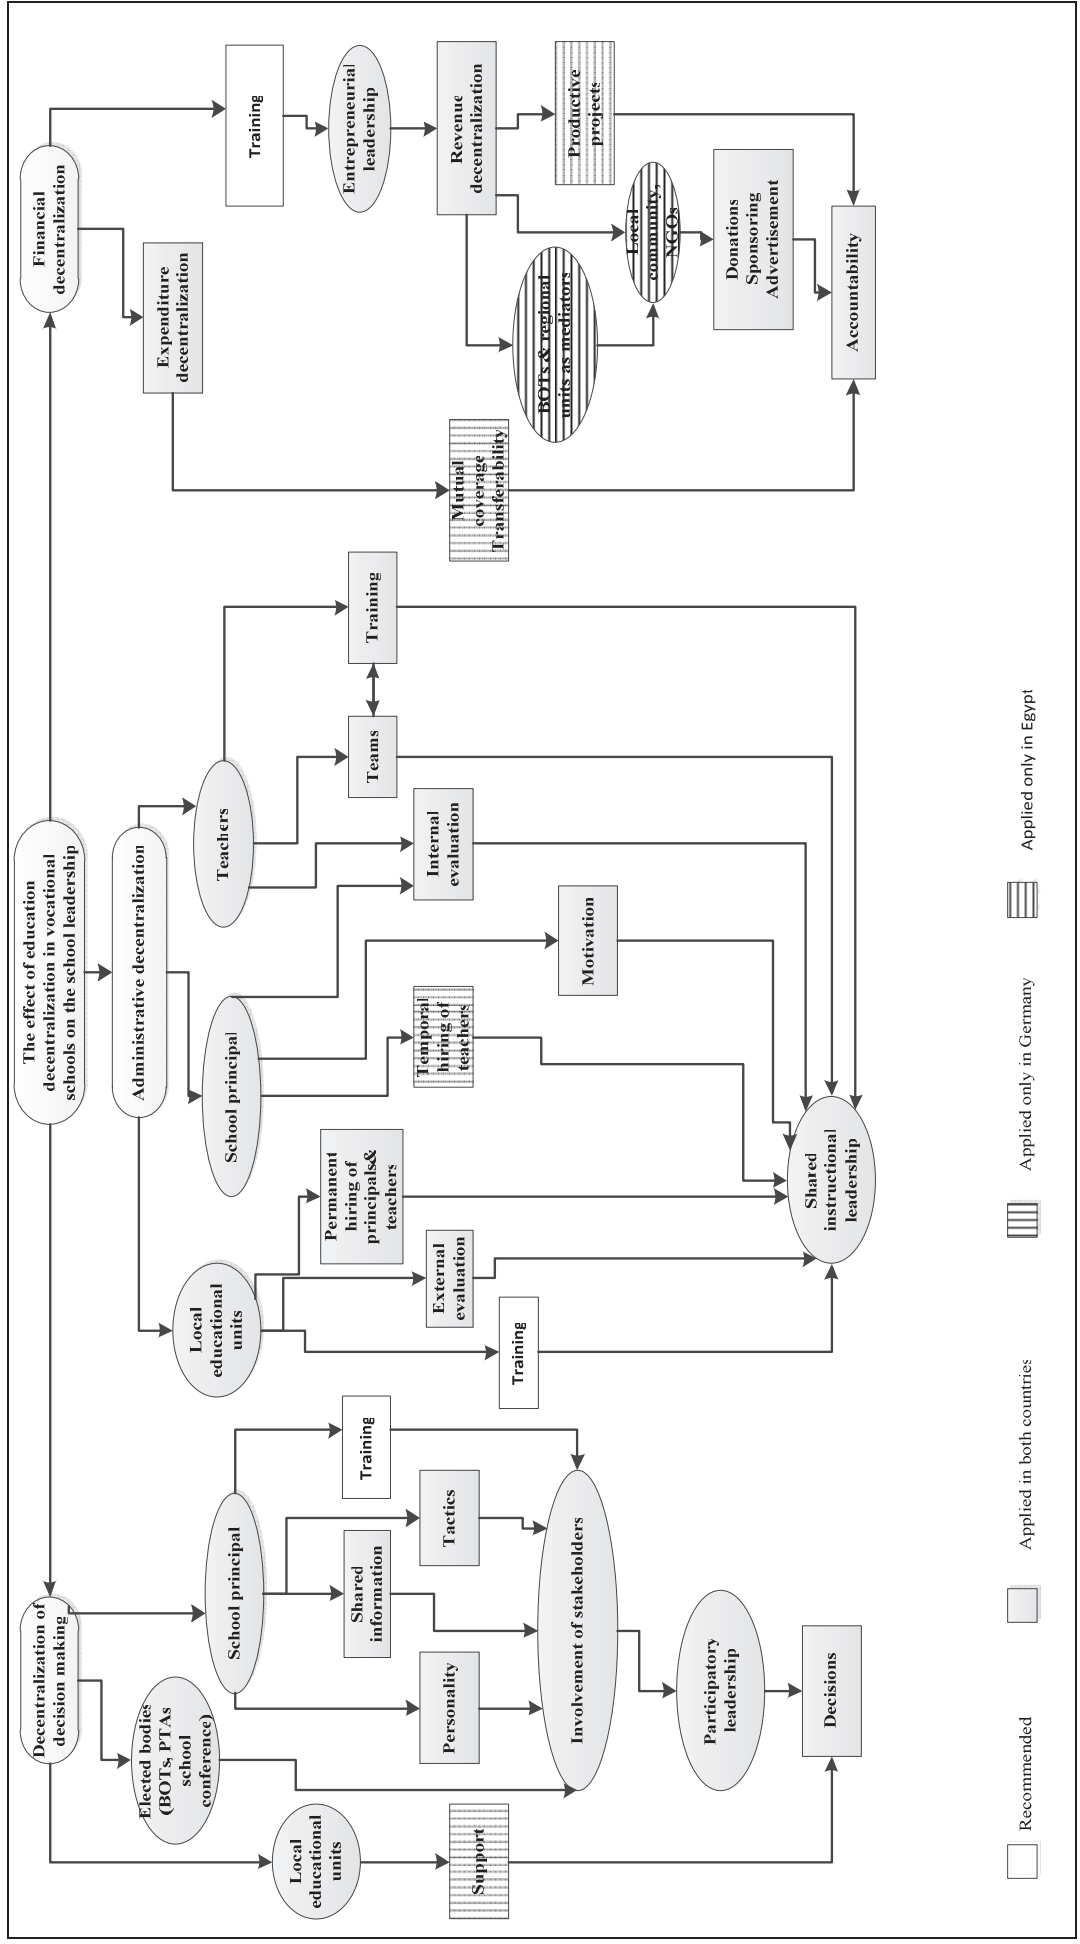 The effect of education
decentralization in vocational
schools on the school leadership
Decentralization of
decision making
Administrative decentralization
Financial
decentralization
Local
educational
units
Support
Elected bodies
(BOTs, PTAs
school
conference)
School principal
Personality
Shared
information
Tactics
Training
Involvement of stakeholders
Participatory
leadership
Decisions
Local
educational
units
Training
External
evaluation
Permanent
hiring of
principals&
teachers
School principal
Temporal
hiring of
teachers
Motivation
Internal
evaluation
Teachers
Teams
Training
Shared
instructional
leadership
Expenditure
decentralization
Mutual
coverage
Transferability
Training
Entrepreneurial
leadership
Revenue
decentralization
BOTs & regional
units as mediators
Local
community,
NGOs
Productive
projects
Donations
Sponsoring
Advertisement
Accountability
Recommended
Applied in both countries
Applied only in Germany
Applied only in Egypt